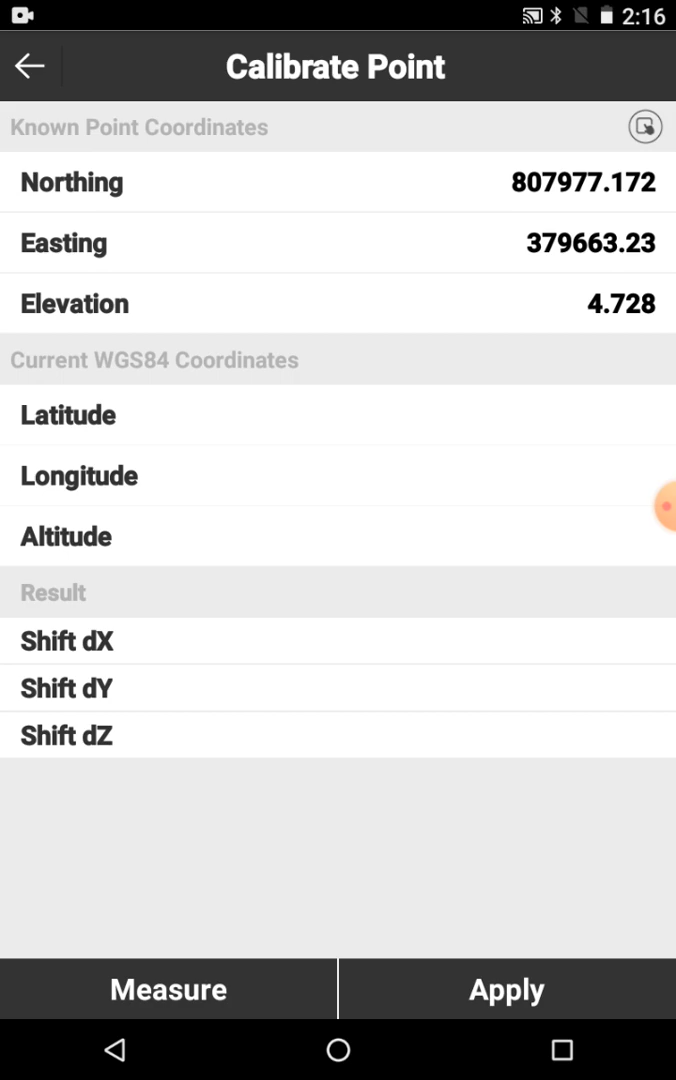 2:16
Calibrate Point
Known Point Coordinates
Northing 807977.172
Easting 379663.23
Elevation 4.728
Current WGS84 Coordinates
Latitude
Longitude
Altitude
Result
Shift dX
Shift dY
Shift dZ
Measure Apply